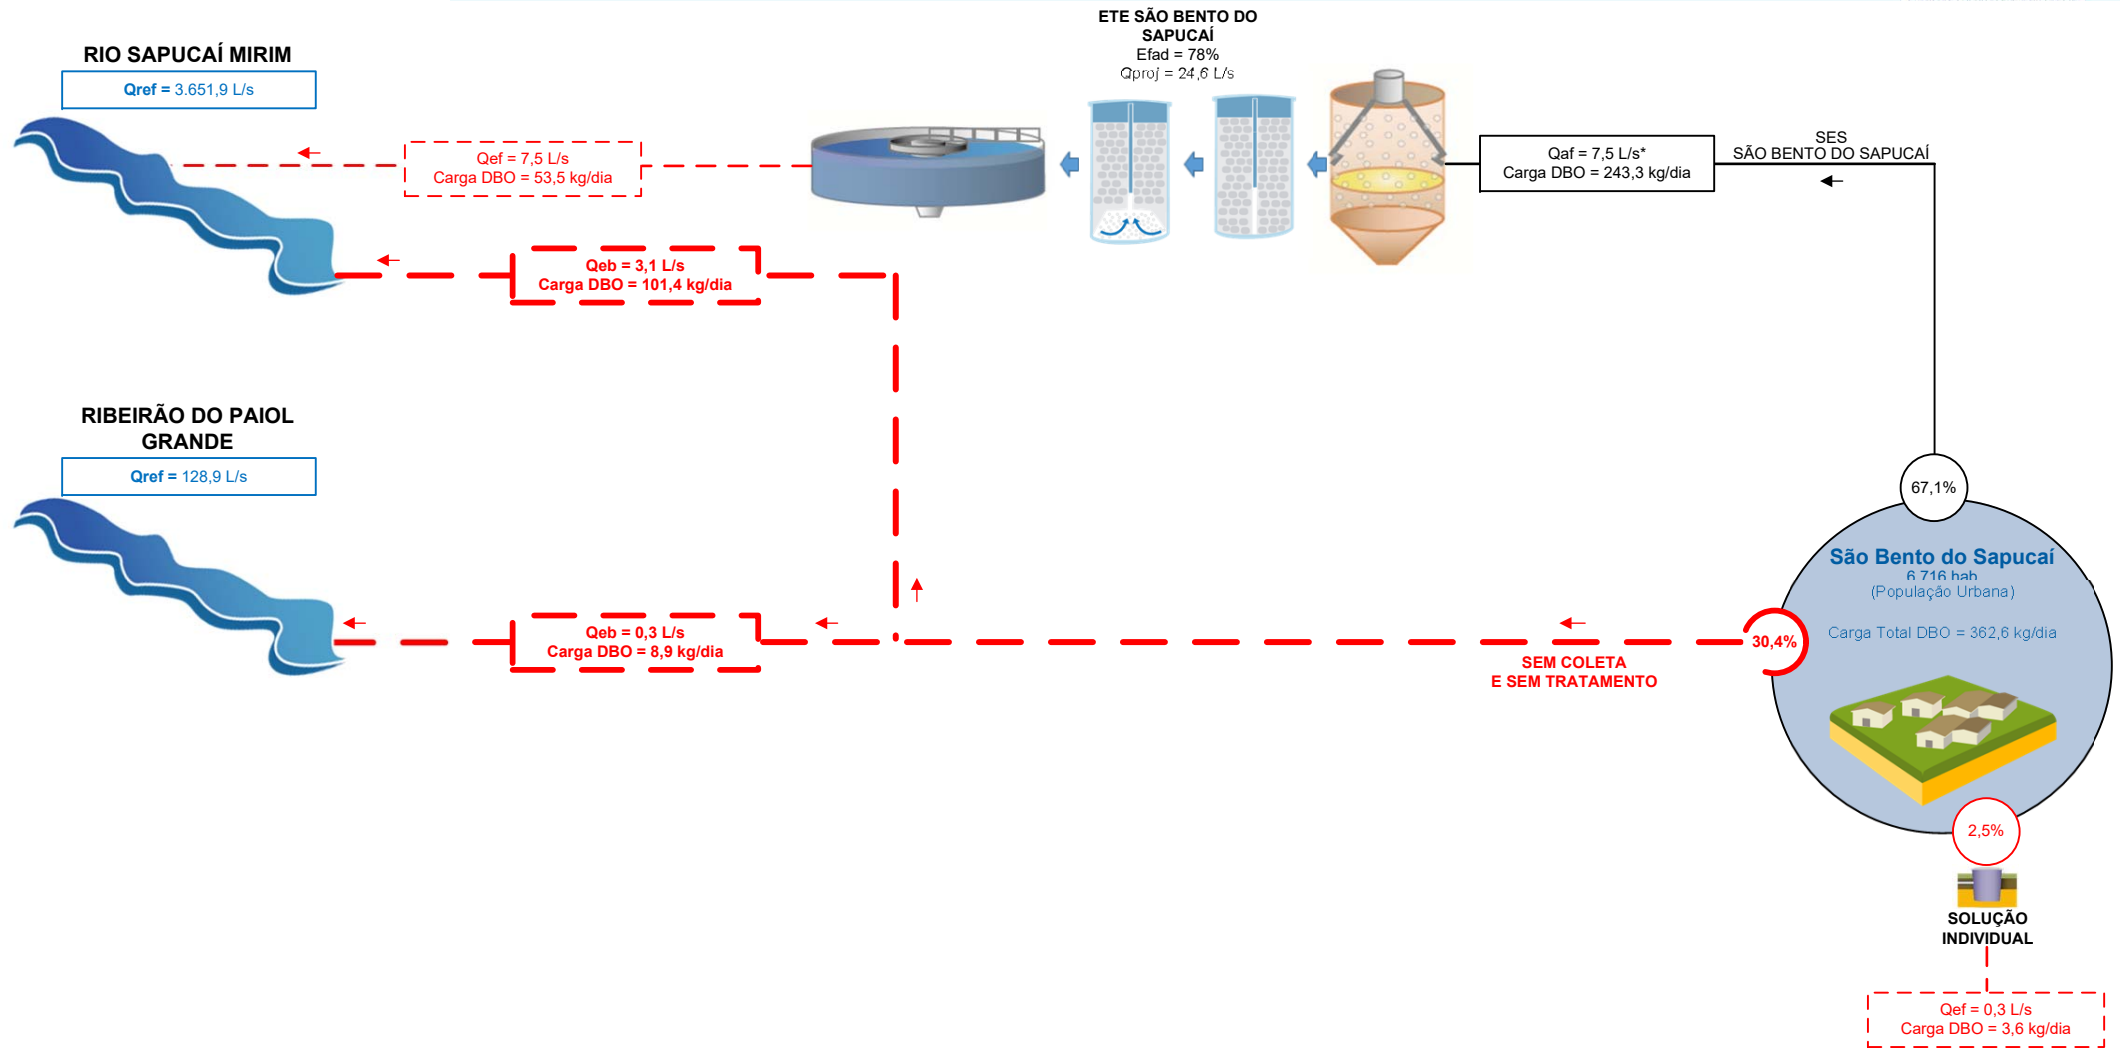 ETE SÃO BENTO DO
SAPUCAÍ
Efad = 78%
Qproj = 24,6 L/s
RIO SAPUCAÍ MIRIM
Qref = 3.651,9 L/s
Qef = 7,5 L/s
Carga DBO = 53,5 kg/dia
Qaf = 7,5 L/s*
Carga DBO = 243,3 kg/dia
SES
SÃO BENTO DO SAPUCAÍ
Qeb = 3,1 L/s
Carga DBO = 101,4 kg/dia
RIBEIRÃO DO PAIOL
GRANDE
Qref = 128,9 L/s
67,1%
São Bento do Sapucaí
6.716 hab
(População Urbana)
Carga Total DBO = 362,6 kg/dia
Qeb = 0,3 L/s
Carga DBO = 8,9 kg/dia
30,4%
SEM COLETA
E SEM TRATAMENTO
2,5%
SOLUÇÃO
INDIVIDUAL
Qef = 0,3 L/s
Carga DBO = 3,6 kg/dia